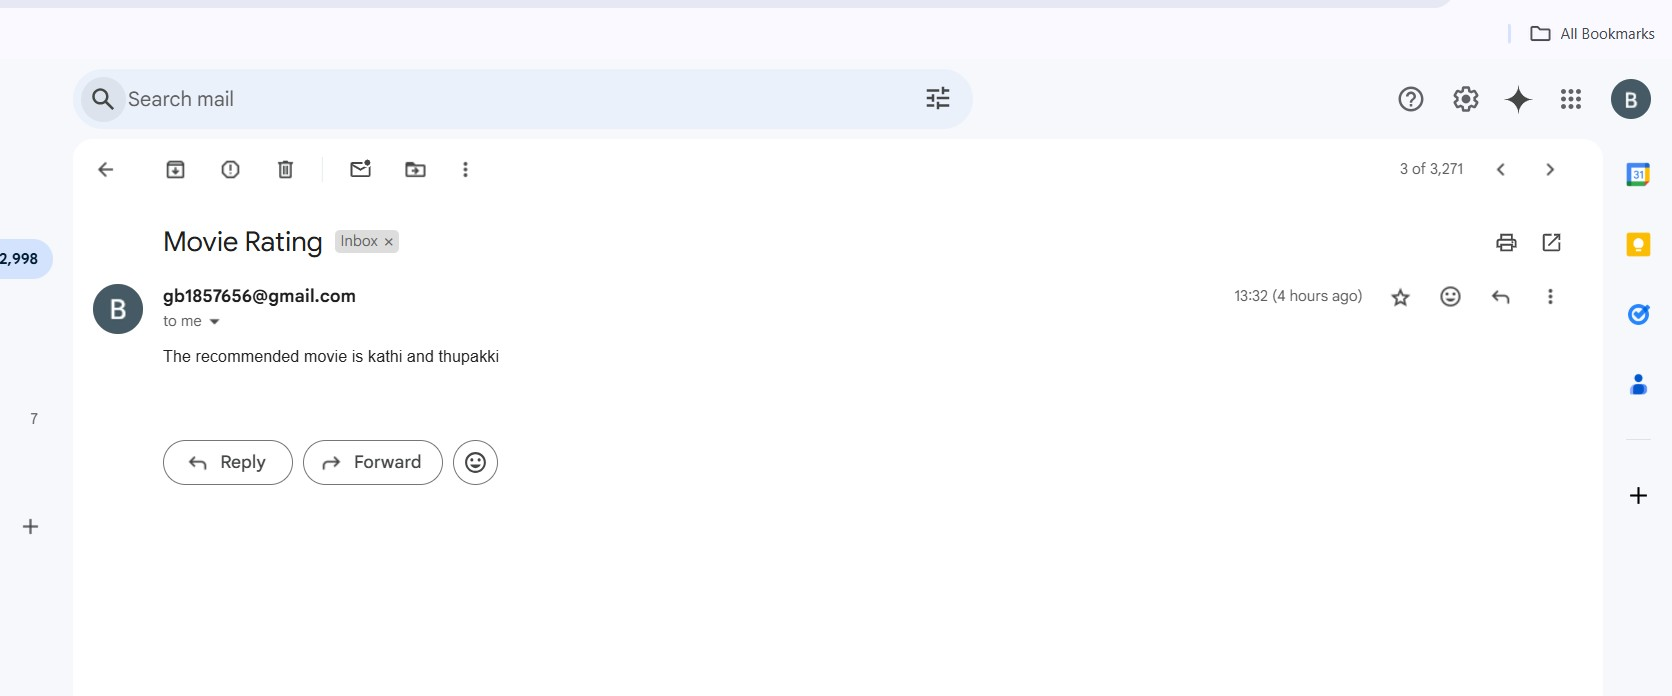 All Bookmarks
Search mail
B
3 of 3,271
31
Movie Rating
Inbox ×
2,998
B
gb1857656@gmail.com
13:32 (4 hours ago)
to me
The recommended movie is kathi and thupakki
7
Reply
Forward